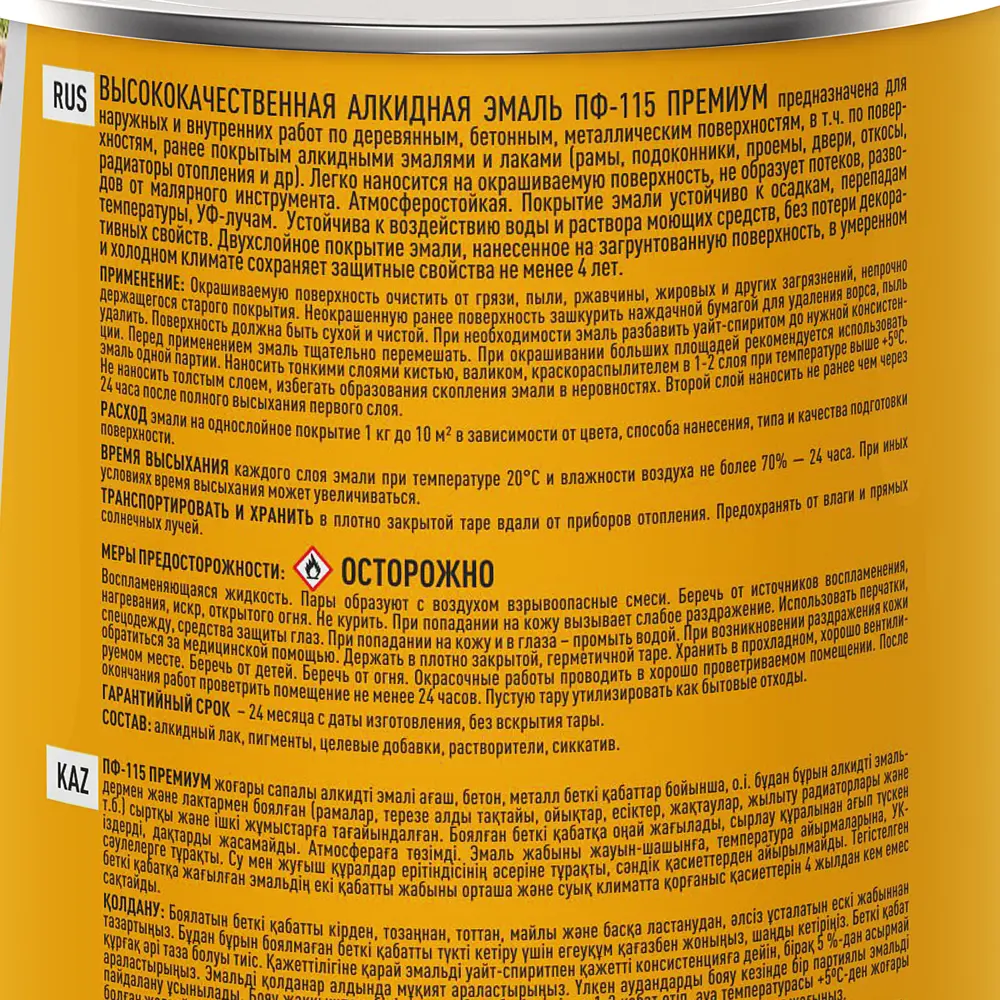 RUS
ВЫСОКОКАЧЕСТВЕННАЯ АЛКИДНАЯ ЭМАЛЬ ПФ-115 ПРЕМИУМ предназначена для
наружных и внутренних работ по деревянным, бетонным, металлическим поверхностям, в т.ч. по повер-
хностям, ранее покрытым алкидными эмалями и лаками (рамы, подоконники, проемы, двери, откосы,
радиаторы отопления и др). Легко наносится на окрашиваемую поверхность, не образует потеков, разво-
дов от малярного инструмента. Атмосферостойкая. Покрытие эмали устойчиво к осадкам, перепадам
температуры, УФ-лучам. Устойчива к воздействию воды и раствора моющих средств, без потери декора-
тивных свойств. Двухслойное покрытие эмали, нанесенное на загрунтованную поверхность, в умеренном
и холодном климате сохраняет защитные свойства не менее 4 лет.
ПРИМЕНЕНИЕ: Окрашиваемую поверхность очистить от грязи, пыли, ржавчины, жировых и других загрязнений, непрочно
держащегося старого покрытия. Неокрашенную ранее поверхность зашкурить наждачной бумагой для удаления ворса, пыль
удалить. Поверхность должна быть сухой и чистой. При необходимости эмаль разбавить уайт-спиритом до нужной консистен-
ции. Перед применением эмаль тщательно перемешать. При окрашивании больших площадей рекомендуется использовать
эмаль одной партии. Наносить тонкими слоями кистью, валиком, краскораспылителем в 1-2 слоя при температуре выше +5°С.
Не наносить толстым слоем, избегать образования скопления эмали в неровностях. Второй слой наносить не ранее чем через
24 часа после полного высыхания первого слоя.
РАСХОД эмали на однослойное покрытие 1 кг до 10 м² в зависимости от цвета, способа нанесения, типа и качества подготовки
поверхности.
ВРЕМЯ ВЫСЫХАНИЯ каждого слоя эмали при температуре 20°С и влажности воздуха не более 70% — 24 часа. При иных
условиях время высыхания может увеличиваться.
ТРАНСПОРТИРОВАТЬ И ХРАНИТЬ в плотно закрытой таре вдали от приборов отопления. Предохранять от влаги и прямых
солнечных лучей.
МЕРЫ ПРЕДОСТОРОЖНОСТИ: ОСТОРОЖНО
Воспламеняющаяся жидкость. Пары образуют с воздухом взрывоопасные смеси. Беречь от источников воспламенения,
нагревания, искр, открытого огня. Не курить. При попадании на кожу вызывает слабое раздражение. Использовать перчатки,
спецодежду, средства защиты глаз. При попадании на кожу и в глаза – промыть водой. При возникновении раздражения кожи
обратиться за медицинской помощью. Держать в плотно закрытой, герметичной таре. Хранить в прохладном, хорошо вентили-
руемом месте. Беречь от детей. Беречь от огня. Окрасочные работы проводить в хорошо проветриваемом помещении. После
окончания работ проветрить помещение не менее 24 часов. Пустую тару утилизировать как бытовые отходы.
ГАРАНТИЙНЫЙ СРОК – 24 месяца с даты изготовления, без вскрытия тары.
СОСТАВ: алкидный лак, пигменты, целевые добавки, растворители, сиккатив.
KAZ
ПФ-115 ПРЕМИУМ жоғары сапалы алкидті эмалі ағаш, бетон, металл беткі қабаттар бойынша, о.і. бұдан бұрын алкидті эмаль-
дермен және лактармен боялған (рамалар, терезе алды тақтайы, ойықтар, есіктер, жақтаулар, жылыту радиаторлары және
т.б.) сыртқы және ішкі жұмыстарға тағайындалған. Боялған беткі қабатқа оңай жағылады, сырлау құралынан ағып түскен
іздерді, дақтарды жасамайды. Атмосфераға төзімді. Эмаль жабыны жауын-шашынға, температура айырмаларына, УК-
сәулелерге тұрақты. Су мен жуғыш құралдар ерітіндісінің әсеріне тұрақты, сәндік қасиеттерден айырылмайды. Тегістелген
беткі қабатқа жағылған эмальдің екі қабатты жабыны орташа және суық климатта қорғаныс қасиеттерін 4 жылдан кем емес
сақтайды.
ҚОЛДАНУ: Боялатын беткі қабатты кірден, тозаңнан, тоттан, майлы және басқа ластанудан, әлсіз ұсталатын ескі жабыннан
тазартыңыз. Бұдан бұрын боялмаған беткі қабатты түкті кетіру үшін егеуқұм қағазбен жоныңыз, шаңды кетіріңіз. Беткі қабат
құрғақ әрі таза болуы тиіс. Қажеттілігіне қарай эмальді уайт-спиритпен қажетті консистенцияға дейін, бірақ 5 %-дан асырмай
араластырыңыз. Эмальді қолданар алдында мұқият араластырыңыз. Үлкен аудандарды бояу кезінде бір партиялы эмальді
пайдалану ұсынылады. Бояу 1-2 қабат етіп, ауа температурасы +5°С-ден жоғары